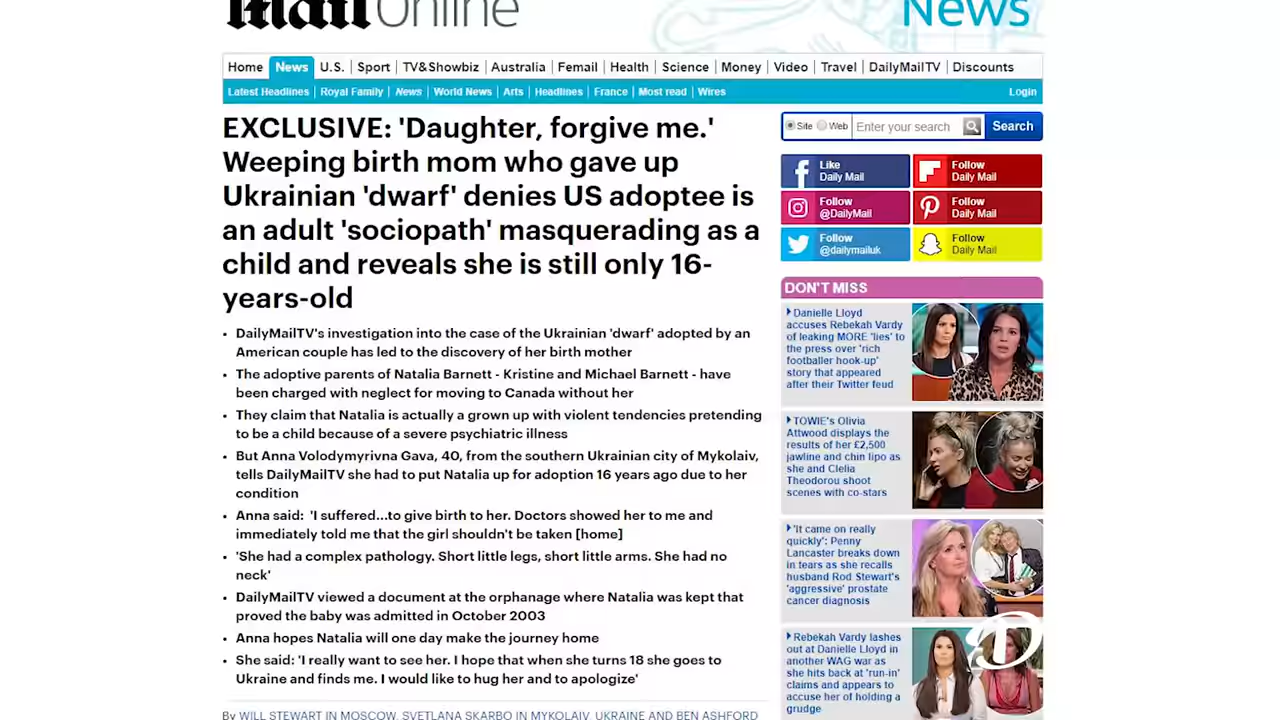 Mail Online
News
Home News U.S. Sport TV&Showbiz Australia Femail Health Science Money Video Travel DailyMailTV Discounts
Latest Headlines Royal Family News World News Arts Headlines France Most read Wires Login
EXCLUSIVE: 'Daughter, forgive me.'
Weeping birth mom who gave up
Ukrainian 'dwarf' denies US adoptee is
an adult 'sociopath' masquerading as a
child and reveals she is still only 16-
years-old
• DailyMailTV's investigation into the case of the Ukrainian 'dwarf' adopted by an
American couple has led to the discovery of her birth mother
• The adoptive parents of Natalia Barnett - Kristine and Michael Barnett - have
been charged with neglect for moving to Canada without her
• They claim that Natalia is actually a grown up with violent tendencies pretending
to be a child because of a severe psychiatric illness
• But Anna Volodymyrivna Gava, 40, from the southern Ukrainian city of Mykolaiv,
tells DailyMailTV she had to put Natalia up for adoption 16 years ago due to her
condition
• Anna said: 'I suffered...to give birth to her. Doctors showed her to me and
immediately told me that the girl shouldn't be taken [home]
• 'She had a complex pathology. Short little legs, short little arms. She had no
neck'
• DailyMailTV viewed a document at the orphanage where Natalia was kept that
proved the baby was admitted in October 2003
• Anna hopes Natalia will one day make the journey home
• She said: 'I really want to see her. I hope that when she turns 18 she goes to
Ukraine and finds me. I would like to hug her and to apologize'
By WILL STEWART IN MOSCOW, SVETLANA SKARBO IN MYKOLAIV, UKRAINE AND BEN ASHFORD
Site Web Enter your search Search
Like
Daily Mail
Follow
Daily Mail
Follow
@DailyMail
Follow
Daily Mail
Follow
@dailymailuk
Follow
Daily Mail
DON'T MISS
Danielle Lloyd
accuses Rebekah Vardy
of leaking MORE 'lies' to
the press over 'rich
footballer hook-up'
story that appeared
after their Twitter feud
TOWIE's Olivia
Attwood displays the
results of her £2,500
jawline and chin lipo as
she and Clelia
Theodorou shoot
scenes with co-stars
'It came on really
quickly': Penny
Lancaster breaks down
in tears as she recalls
husband Rod Stewart's
'aggressive' prostate
cancer diagnosis
Rebekah Vardy lashes
out at Danielle Lloyd in
another WAG war as
she hits back at 'run-in'
claims and appears to
accuse her of holding a
grudge